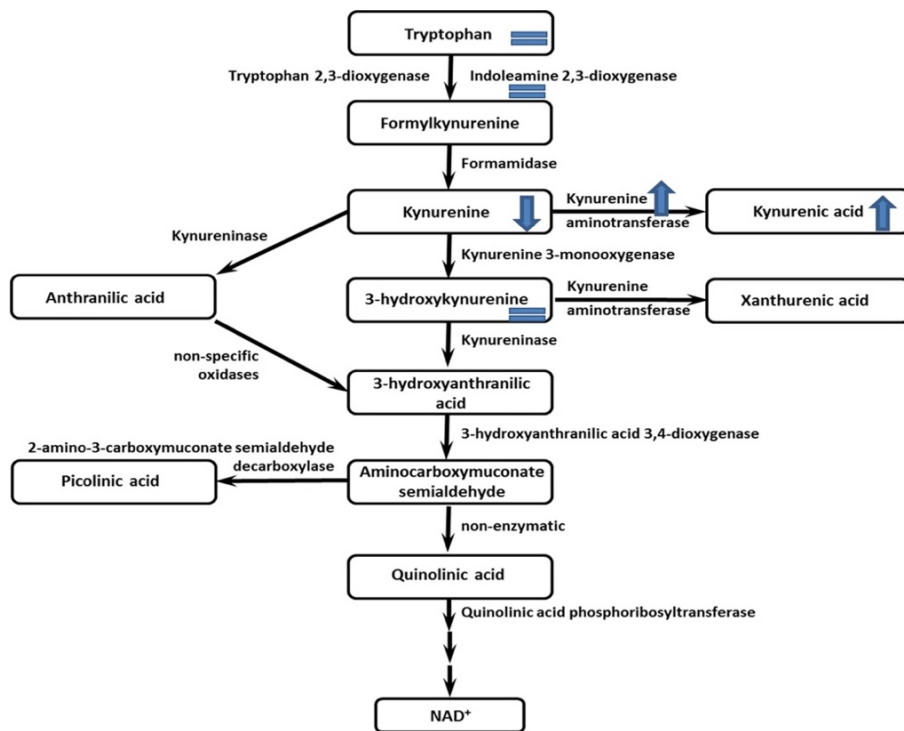 Tryptophan
Tryptophan 2,3-dioxygenase
Indoleamine 2,3-dioxygenase
Formylkynurenine
Formamidase
Kynurenine
Kynurenine
aminotransferase
Kynurenic acid
Kynureninase
Kynurenine 3-monooxygenase
Anthranilic acid
3-hydroxykynurenine
Kynurenine
aminotransferase
Xanthurenic acid
Kynureninase
non-specific
oxidases
3-hydroxyanthranilic
acid
3-hydroxyanthranilic acid 3,4-dioxygenase
2-amino-3-carboxymuconate semialdehyde
decarboxylase
Picolinic acid
Aminocarboxymuconate
semialdehyde
non-enzymatic
Quinolinic acid
Quinolinic acid phosphoribosyltransferase
NAD⁺